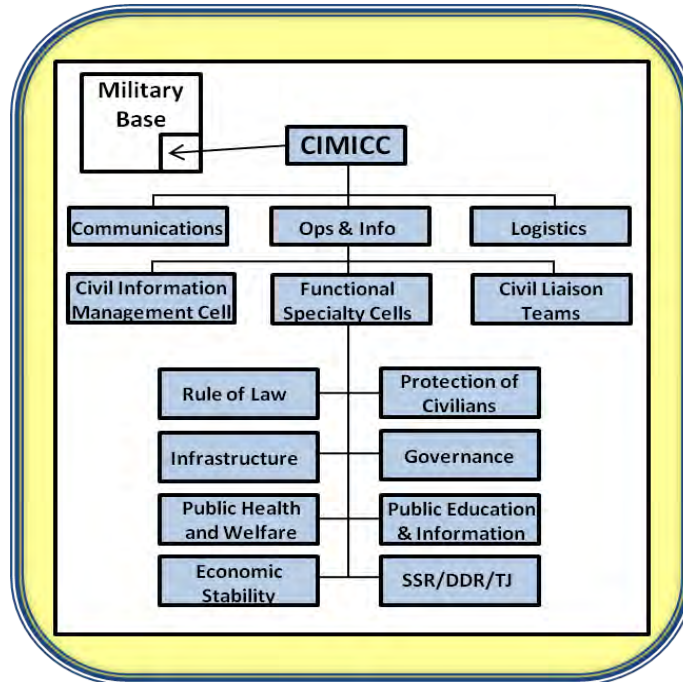 Military
Base
CIMICC
Communications
Ops & Info
Logistics
Civil Information
Management Cell
Functional
Specialty Cells
Civil Liaison
Teams
Rule of Law
Protection of
Civilians
Infrastructure
Governance
Public Health
and Welfare
Public Education
& Information
Economic
Stability
SSR/DDR/TJ